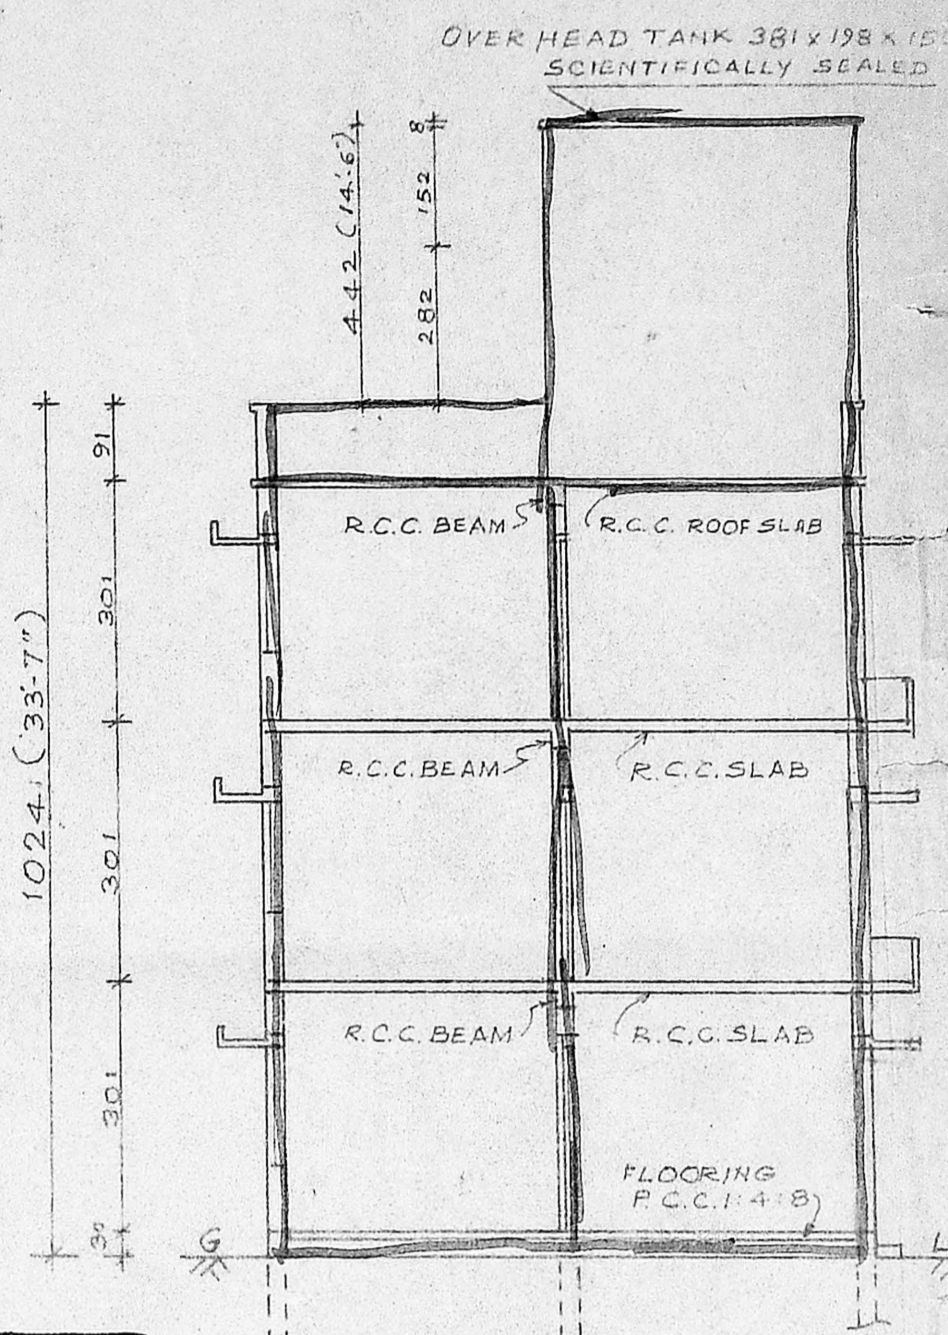 OVER HEAD TANK 381 x 198 x 15
SCIENTIFICALLY SEALED
442 (14'-6")
8
152
282
91
301
301
301
1024 (33'-7")
R.C.C. BEAM
R.C.C. ROOF SLAB
R.C.C. BEAM
R.C.C. SLAB
R.C.C. BEAM
R.C.C. SLAB
FLOORING
P.C.C. 1:4:8
G
L